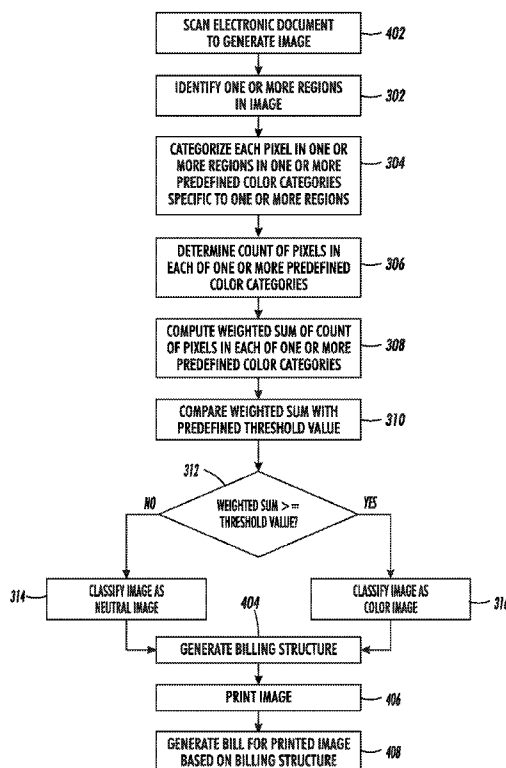 SCAN ELECTRONIC DOCUMENT
TO GENERATE IMAGE
402
IDENTIFY ONE OR MORE REGIONS
IN IMAGE
302
CATEGORIZE EACH PIXEL IN ONE OR
MORE REGIONS IN ONE OR MORE
PREDEFINED COLOR CATEGORIES
SPECIFIC TO ONE OR MORE REGIONS
304
DETERMINE COUNT OF PIXELS IN
EACH OF ONE OR MORE PREDEFINED
COLOR CATEGORIES
306
COMPUTE WEIGHTED SUM OF COUNT
OF PIXELS IN EACH OF ONE OR MORE
PREDEFINED COLOR CATEGORIES
308
COMPARE WEIGHTED SUM WITH
PREDEFINED THRESHOLD VALUE
310
312
NO
WEIGHTED SUM >=
THRESHOLD VALUE?
YES
314
CLASSIFY IMAGE AS
NEUTRAL IMAGE
CLASSIFY IMAGE AS
COLOR IMAGE
404
GENERATE BILLING STRUCTURE
PRINT IMAGE
406
GENERATE BILL FOR PRINTED IMAGE
BASED ON BILLING STRUCTURE
408